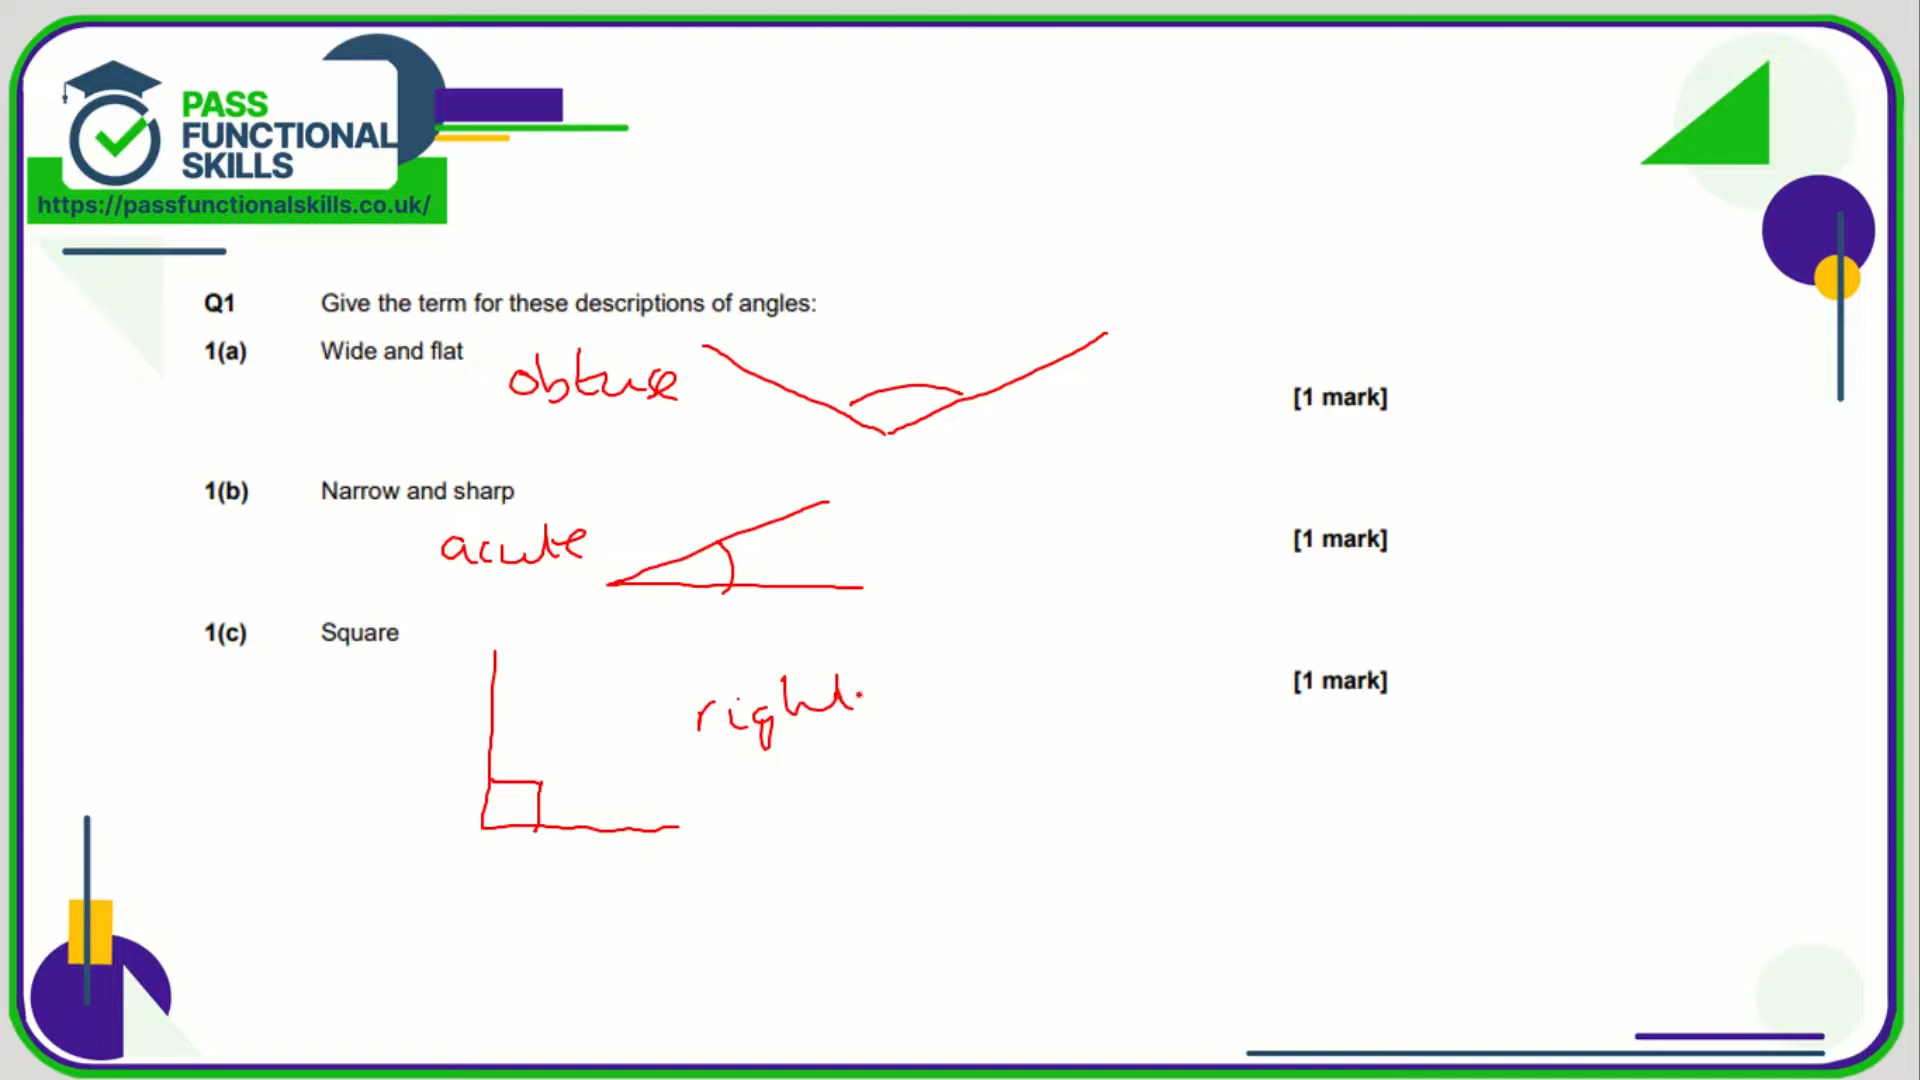 PASS
FUNCTIONAL
SKILLS
https://passfunctionalskills.co.uk/
Q1 Give the term for these descriptions of angles:
1(a) Wide and flat
obtuse
[1 mark]
1(b) Narrow and sharp
acute
[1 mark]
1(c) Square
right
[1 mark]